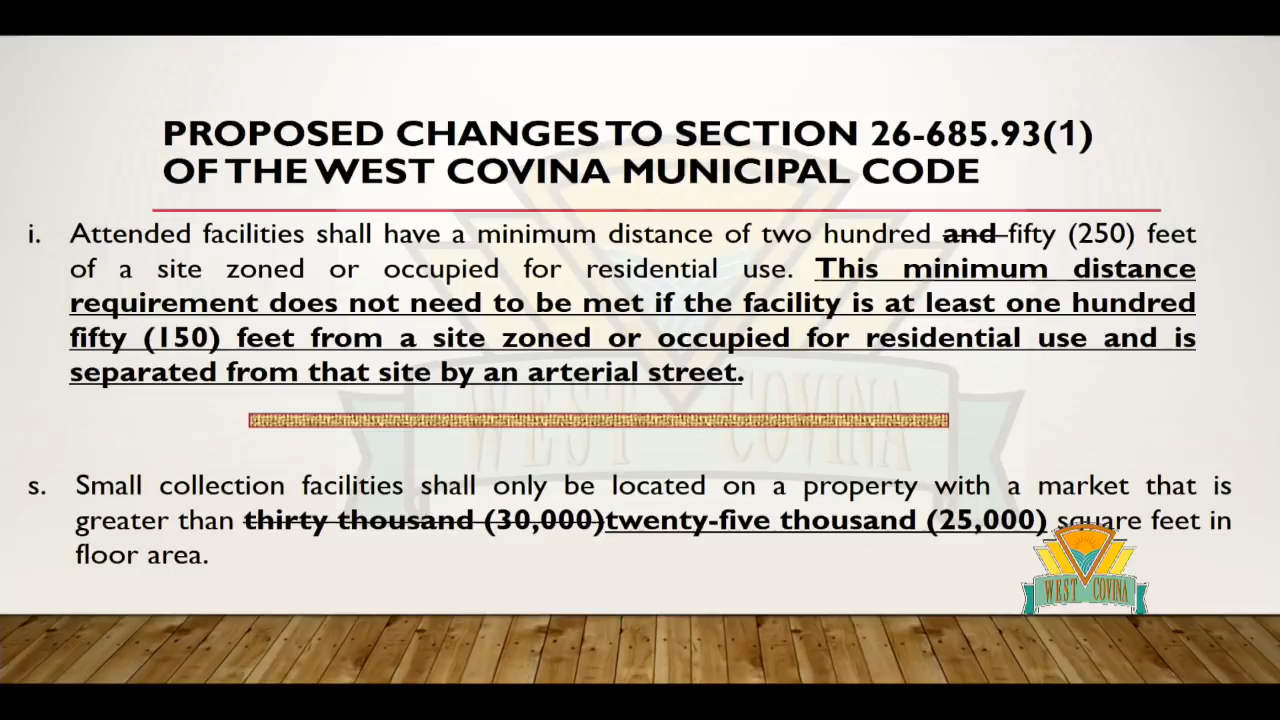 PROPOSED CHANGES TO SECTION 26-685.93(1)
OF THE WEST COVINA MUNICIPAL CODE
i. Attended facilities shall have a minimum distance of two hundred and fifty (250) feet
of a site zoned or occupied for residential use. This minimum distance
requirement does not need to be met if the facility is at least one hundred
fifty (150) feet from a site zoned or occupied for residential use and is
separated from that site by an arterial street.
WEST COVINA
s. Small collection facilities shall only be located on a property with a market that is
greater than thirty thousand (30,000)twenty-five thousand (25,000) square feet in
floor area.
WEST COVINA